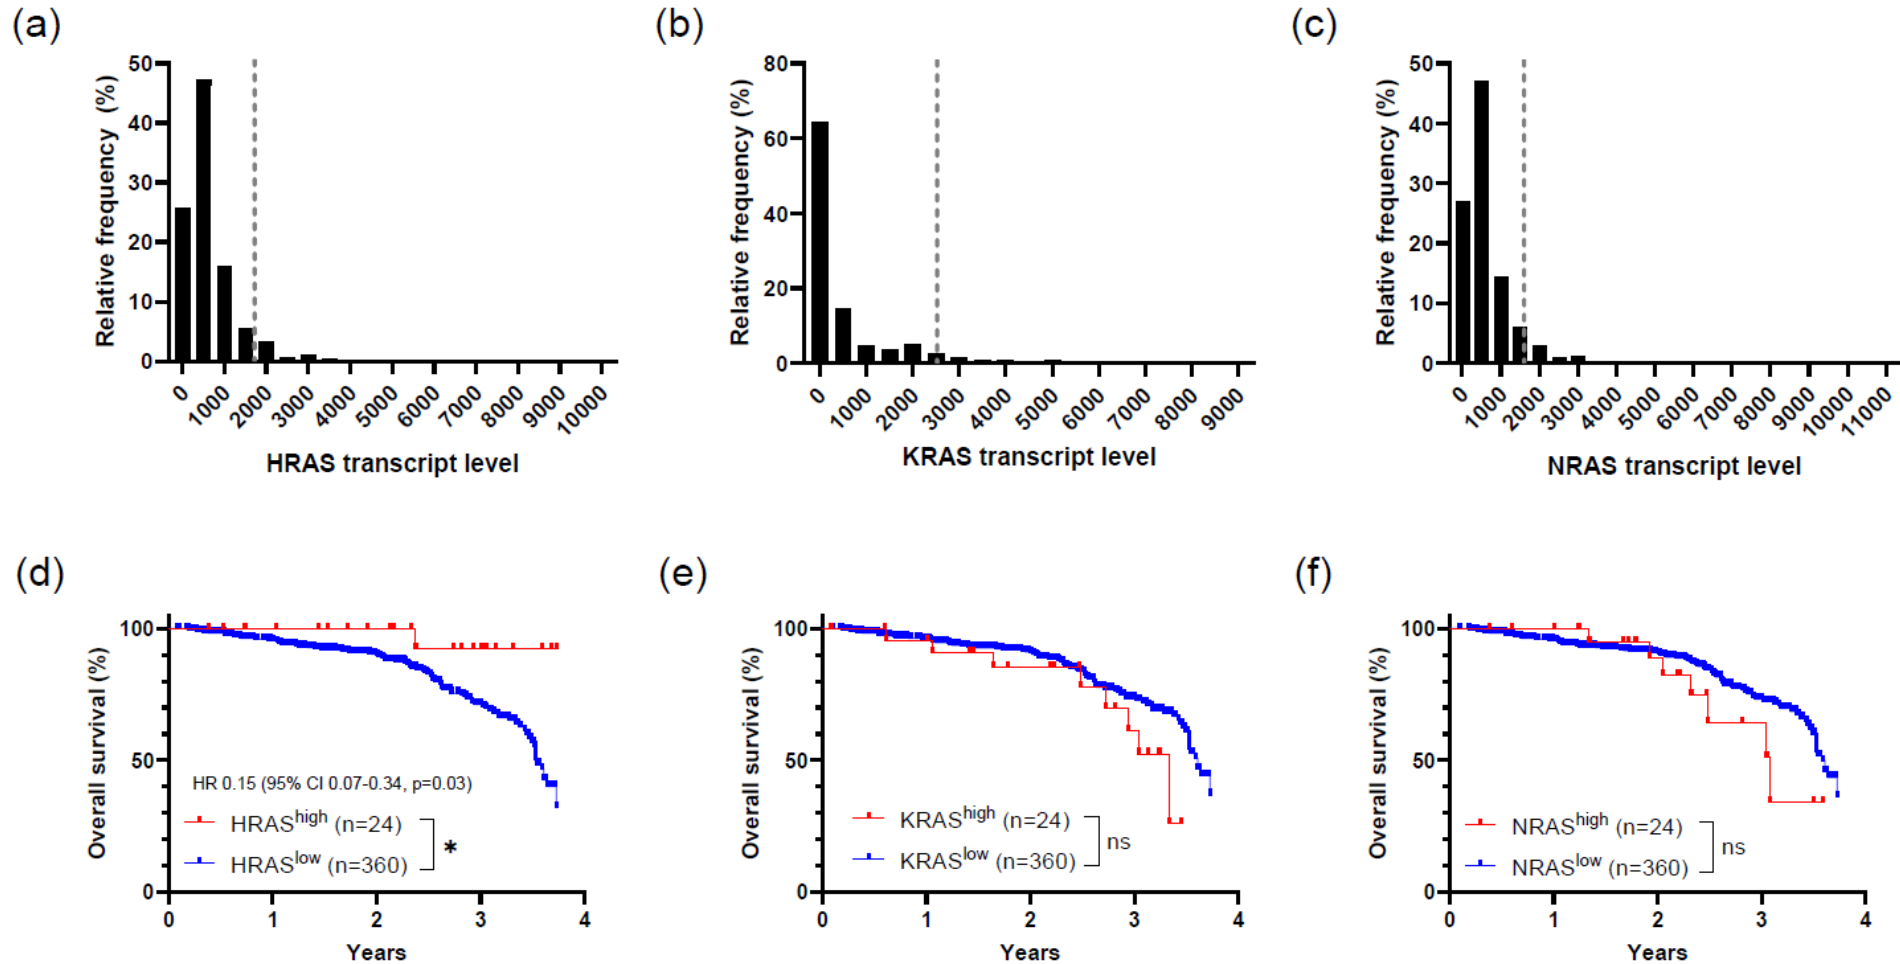 (a)
(b)
(c)
50
40
30
20
10
0
Relative frequency (%)
0
1000
2000
3000
4000
5000
6000
7000
8000
9000
10000
HRAS transcript level
80
60
40
20
0
Relative frequency (%)
0
1000
2000
3000
4000
5000
6000
7000
8000
9000
KRAS transcript level
50
40
30
20
10
0
Relative frequency (%)
0
1000
2000
3000
4000
5000
6000
7000
8000
9000
10000
11000
NRAS transcript level
(d)
(e)
(f)
100
50
0
Overall survival (%)
HR 0.15 (95% CI 0.07-0.34, p=0.03)
HRAShigh (n=24)
HRASlow (n=360)
*
0
1
2
3
4
Years
100
50
0
Overall survival (%)
KRAShigh (n=24)
KRASlow (n=360)
ns
0
1
2
3
4
Years
100
50
0
Overall survival (%)
NRAShigh (n=24)
NRASlow (n=360)
ns
0
1
2
3
4
Years